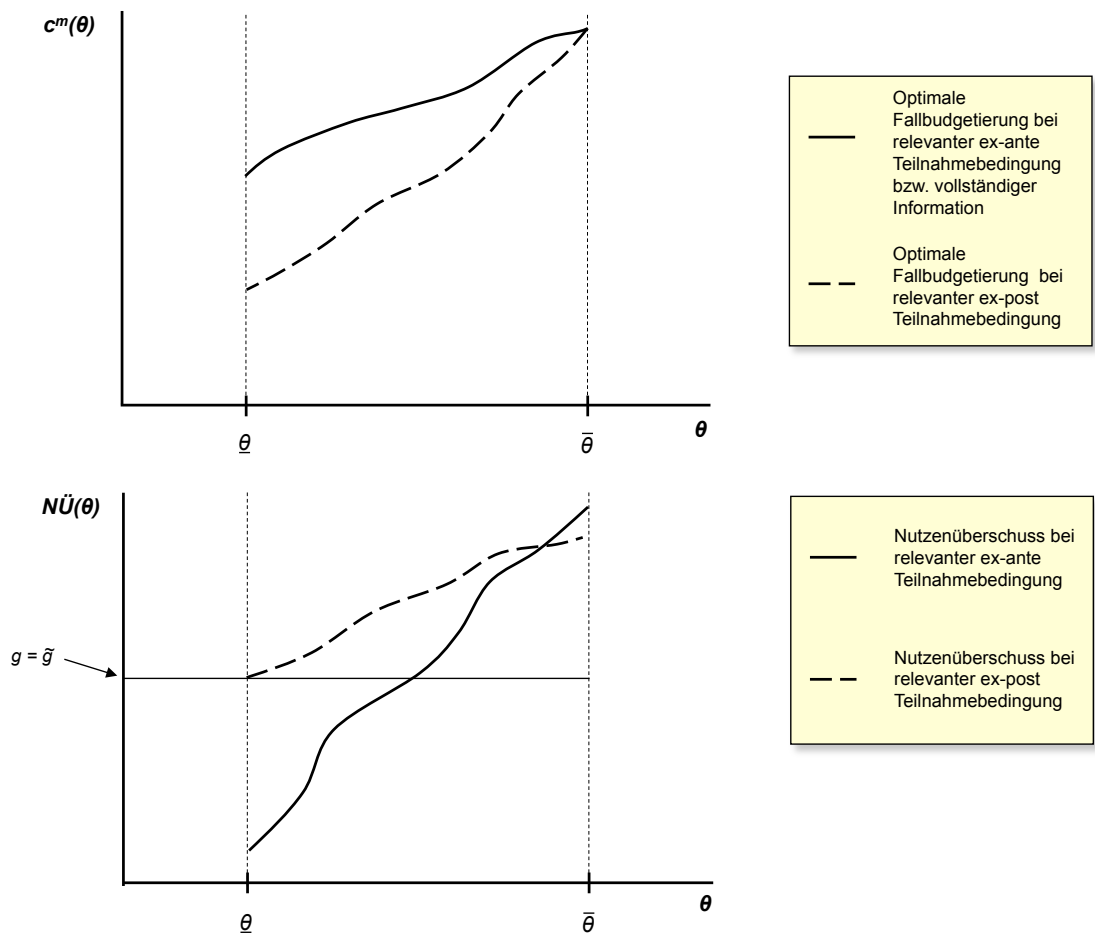 cᵐ(θ)
Optimale
Fallbudgetierung bei
relevanter ex-ante
Teilnahmebedingung
bzw. vollständiger
Information
Optimale
Fallbudgetierung bei
relevanter ex-post
Teilnahmebedingung
θ
θ̲
θ̅
NÜ(θ)
Nutzenüberschuss bei
relevanter ex-ante
Teilnahmebedingung
g = g̃
Nutzenüberschuss bei
relevanter ex-post
Teilnahmebedingung
θ
θ̲
θ̅